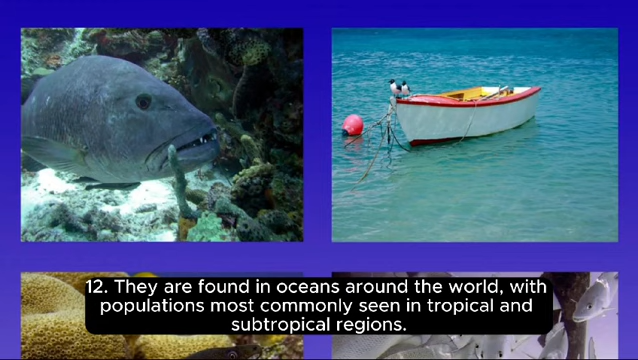 12. They are found in oceans around the world, with
populations most commonly seen in tropical and
subtropical regions.